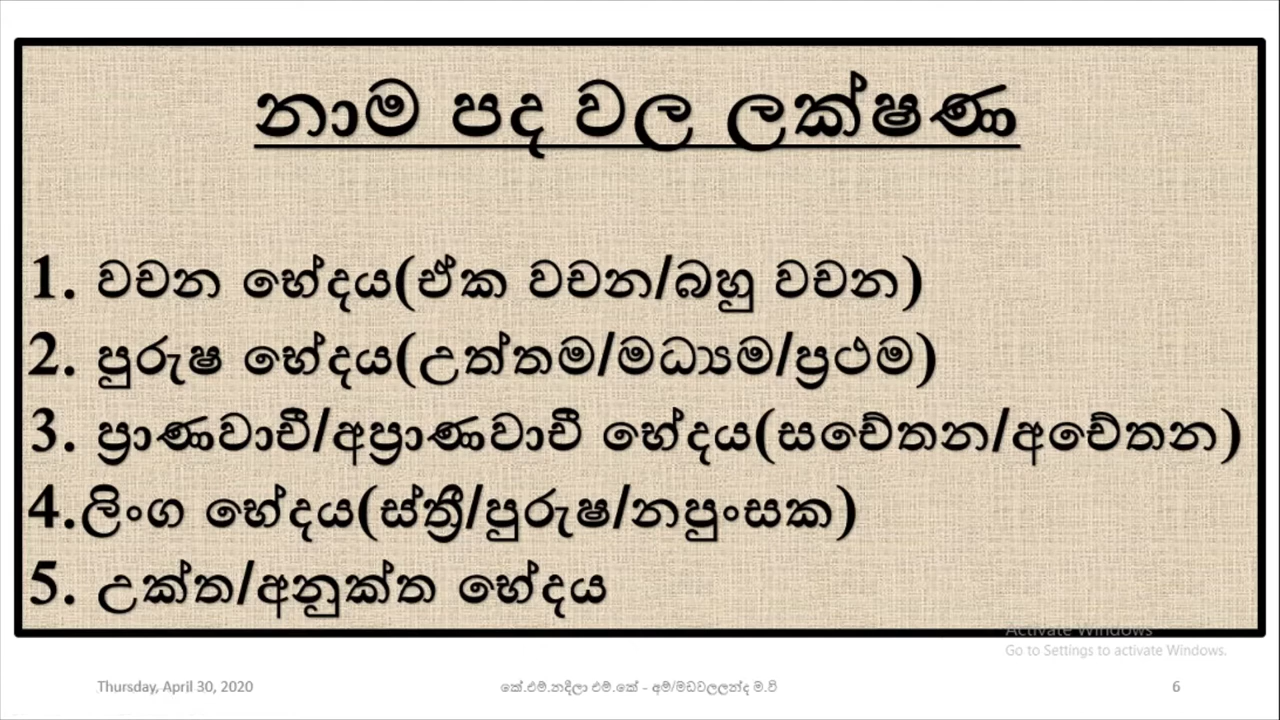 නාම පද වල ලක්ෂණ
1. වචන භේදය(ඒක වචන/බහු වචන)
2. පුරුෂ භේදය(උත්තම/මධ්‍යම/ප්‍රථම)
3. ප්‍රාණවාචී/අප්‍රාණවාචී භේදය(සචේතන/අචේතන)
4.ලිංග භේදය(ස්ත්‍රී/පුරුෂ/නපුංසක)
5. උක්ත/අනුක්ත භේදය
Activate Windows
Go to Settings to activate Windows.
Thursday, April 30, 2020
කේ.එම්.නදීලා එම්.කේ - අම්/මඩවලලන්ද ම.වි
6